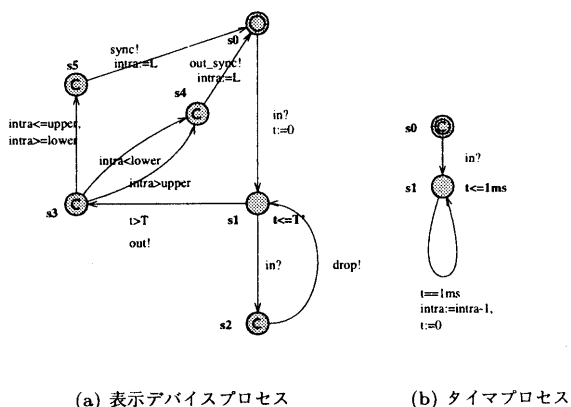 sync!
intra:=L
s0
s5
C
out_sync!
intra:=L
s4
C
intra<=upper,
intra>=lower
in?
t:=0
intra<lower
intra>upper
s3
C
t>T
out!
s1
t<=T'
in?
drop!
s2
C
(a) 表示デバイスプロセス
s0
C
in?
s1
t<=1ms
t==1ms
intra:=intra-1,
t:=0
(b) タイマプロセス